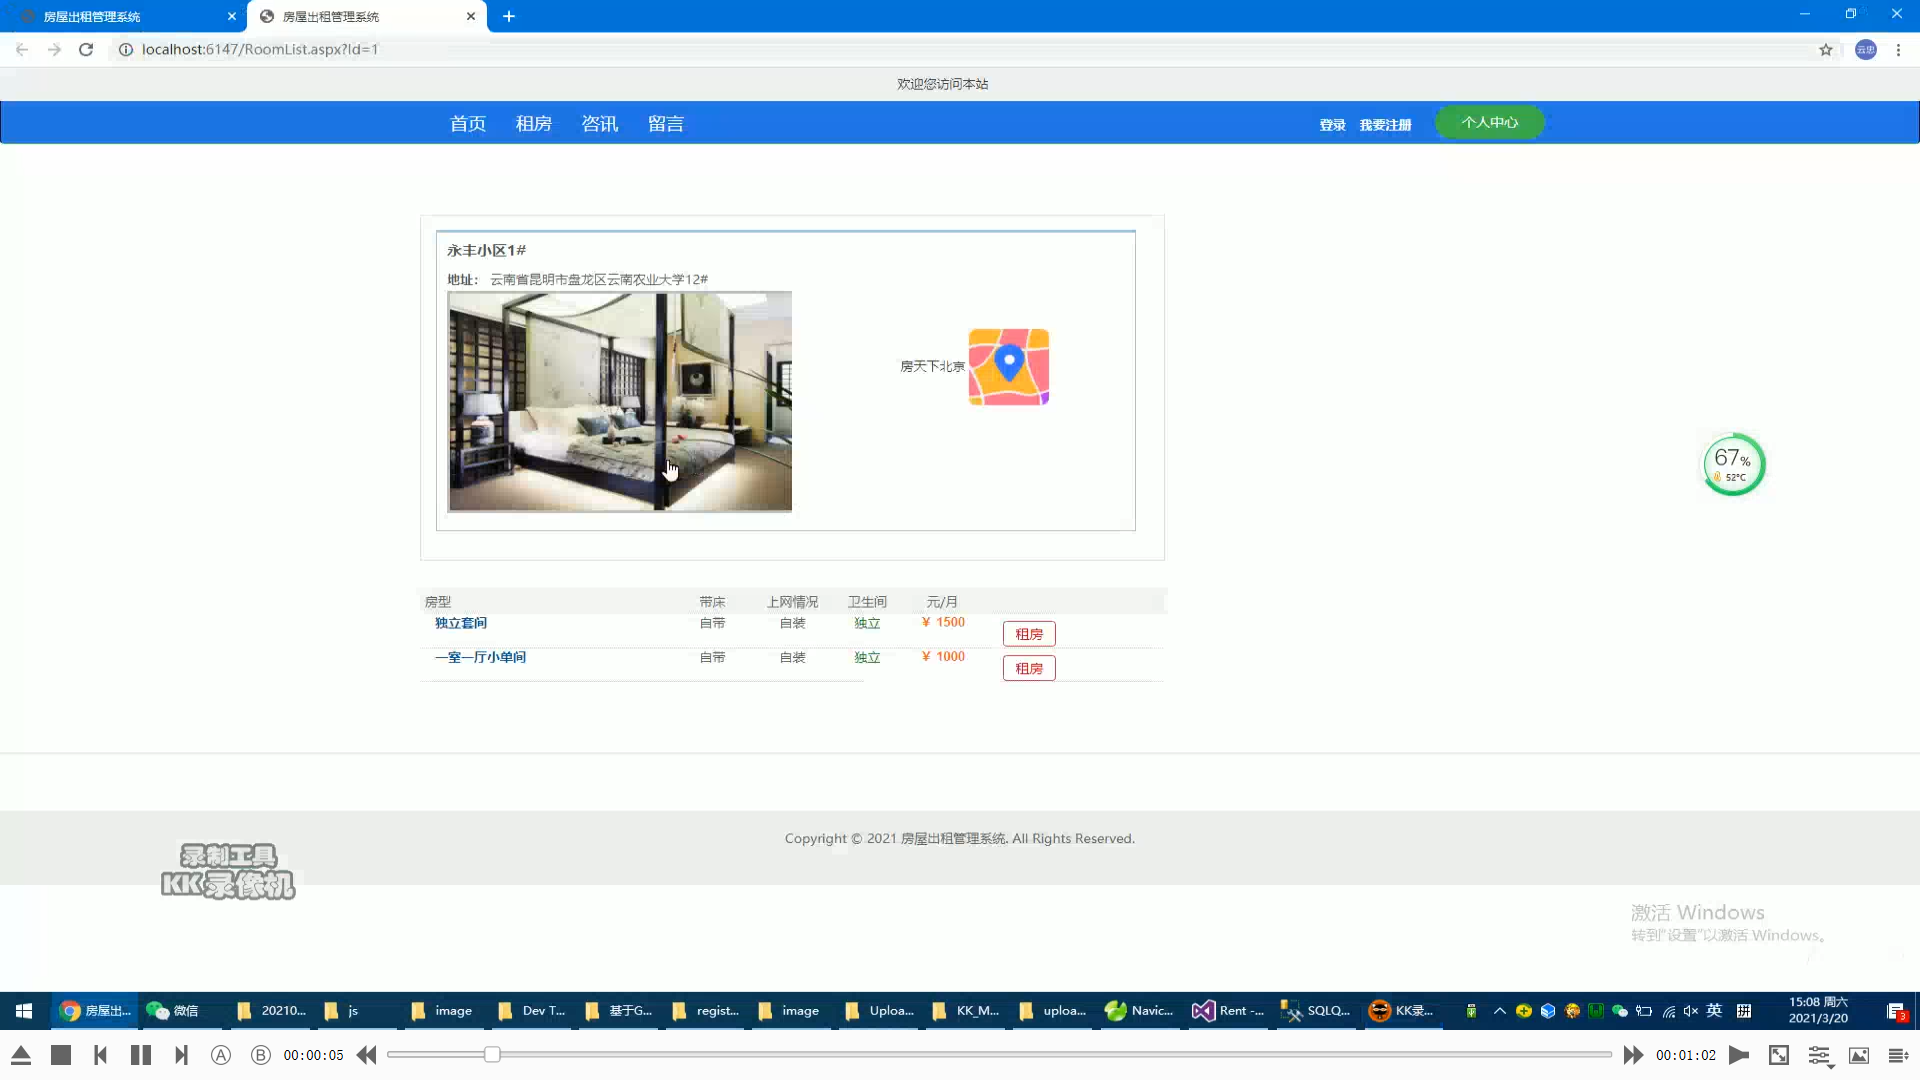 房屋出租管理系统
房屋出租管理系统
localhost:6147/RoomList.aspx?Id=1
云忠
欢迎您访问本站
首页 租房 咨讯 留言
登录 我要注册 个人中心
永丰小区1#
地址: 云南省昆明市盘龙区云南农业大学12#
房天下北京
67%
52°C
房型 带床 上网情况 卫生间 元/月
独立套间 自带 自装 独立 ¥ 1500 租房
一室一厅小单间 自带 自装 独立 ¥ 1000 租房
Copyright © 2021 房屋出租管理系统. All Rights Reserved.
录制工具
KK录像机
激活 Windows
转到"设置"以激活 Windows。
房屋出... 微信 20210... js image Dev T... 基于G... regist... image Uploa... KK_M... uploa... Navic... Rent -... SQLQ... KK录... 英 拼 15:08 周六
2021/3/20
3
A B 00:00:05 00:01:02